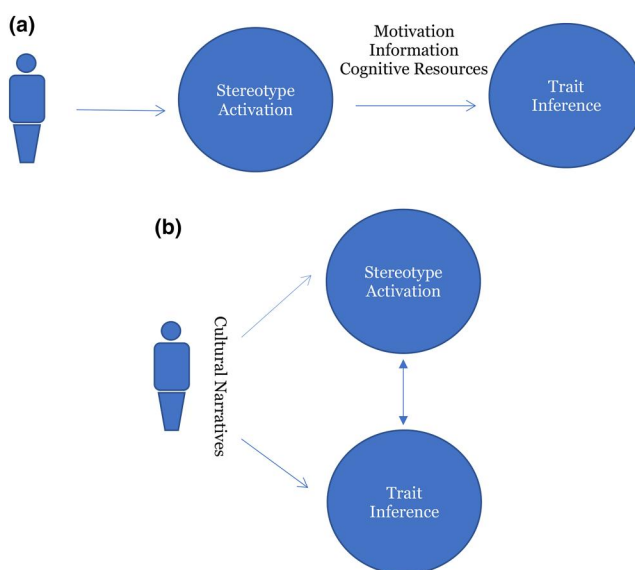 (a)
Motivation
Information
Cognitive Resources
Stereotype
Activation
Trait
Inference
(b)
Stereotype
Activation
Cultural Narratives
Trait
Inference